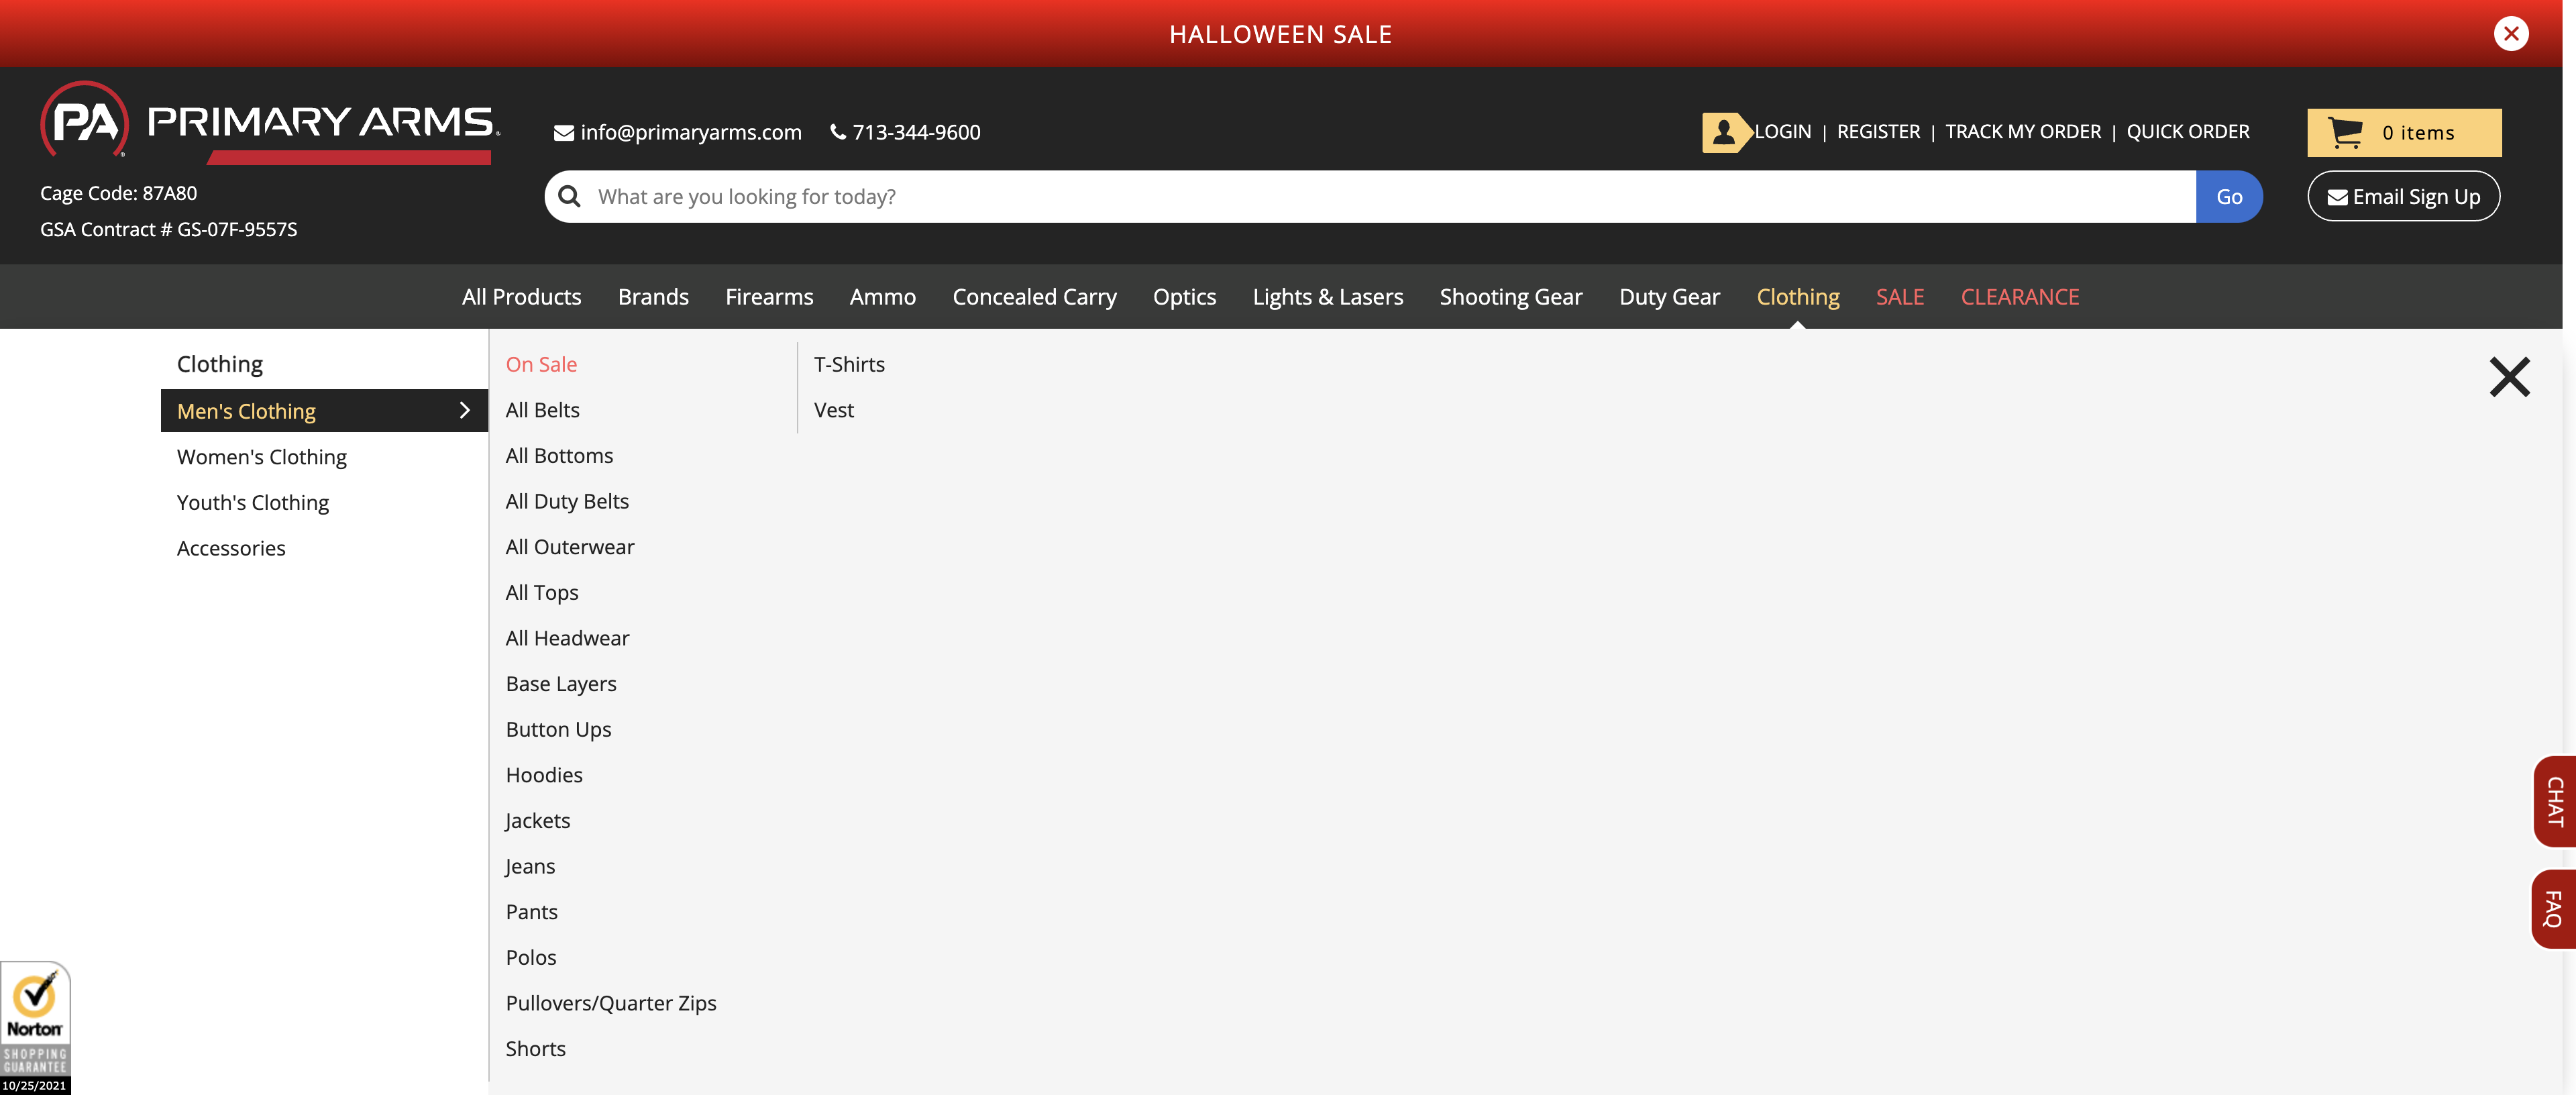 HALLOWEEN SALE
PA PRIMARY ARMS
info@primaryarms.com 713-344-9600
LOGIN | REGISTER | TRACK MY ORDER | QUICK ORDER
0 items
Cage Code: 87A80
GSA Contract # GS-07F-9557S
What are you looking for today?
Go
Email Sign Up
All Products Brands Firearms Ammo Concealed Carry Optics Lights & Lasers Shooting Gear Duty Gear Clothing SALE CLEARANCE
Clothing
Men's Clothing
Women's Clothing
Youth's Clothing
Accessories
On Sale
All Belts
All Bottoms
All Duty Belts
All Outerwear
All Tops
All Headwear
Base Layers
Button Ups
Hoodies
Jackets
Jeans
Pants
Polos
Pullovers/Quarter Zips
Shorts
T-Shirts
Vest
CHAT
FAQ
Norton
SHOPPING
GUARANTEE
10/25/2021